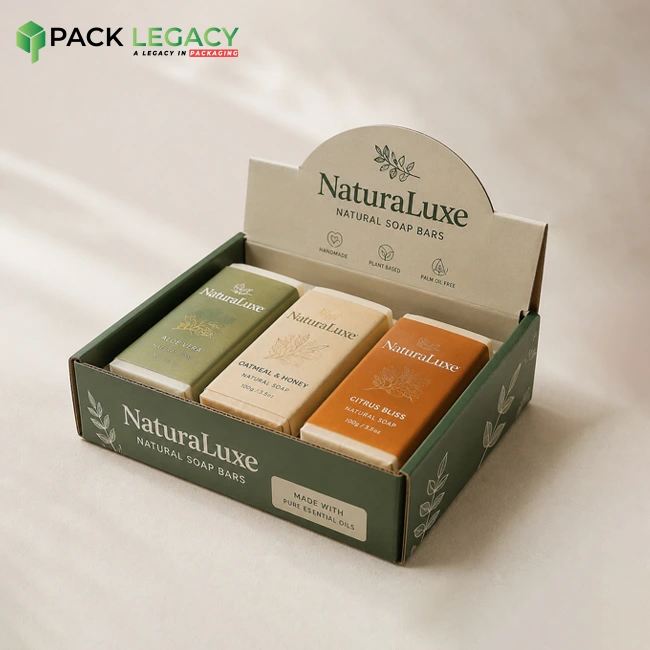 PACK LEGACY
A LEGACY IN PACKAGING
NaturaLuxe
NATURAL SOAP BARS
HANDMADE
PLANT BASED
PALM OIL FREE
NaturaLuxe
ALOE VERA
NaturaLuxe
OATMEAL & HONEY
NATURAL SOAP
100g / 3.5oz
NaturaLuxe
CITRUS BLISS
NATURAL SOAP
100g / 3.5oz
NaturaLuxe
NATURAL SOAP BARS
MADE WITH
PURE ESENTIAL OILS